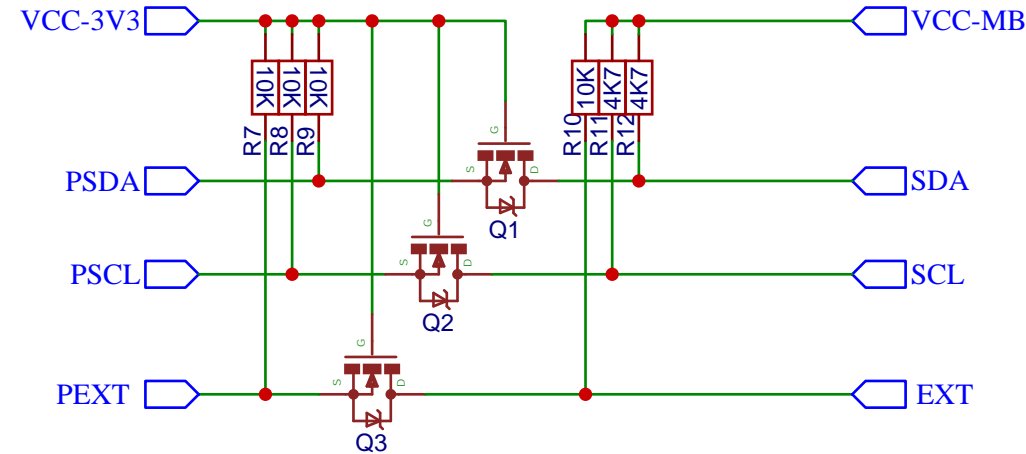 VCC-3V3
VCC-MB
10K
10K
10K
10K
4K7
4K7
R7
R8
R9
R10
R11
R12
G
S
D
PSDA
SDA
Q1
G
S
D
PSCL
SCL
Q2
G
S
D
PEXT
EXT
Q3